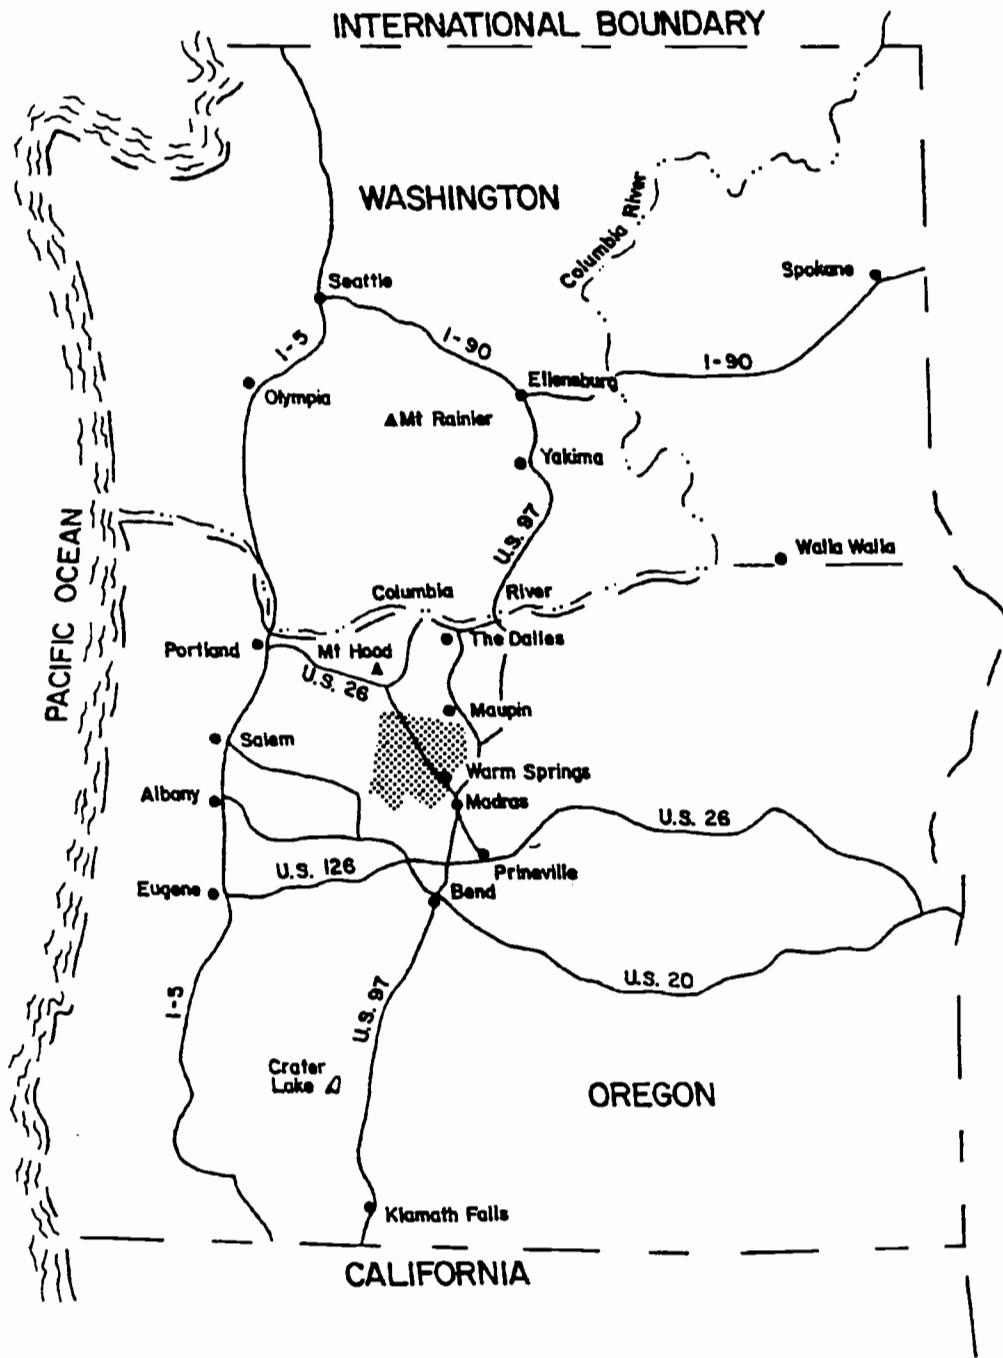 INTERNATIONAL BOUNDARY
WASHINGTON
Columbia River
Spokane
Seattle
I-5
I-90
I-90
Ellensburg
Olympia
Mt Rainier
Yakima
PACIFIC OCEAN
U.S. 97
Walla Walla
Columbia River
Portland
Mt Hood
The Dalles
U.S. 26
Maupin
Salem
Warm Springs
Albany
Madras
U.S. 26
U.S. 126
Prineville
Eugene
Bend
U.S. 20
I-5
U.S. 97
Crater
Lake
OREGON
Klamath Falls
CALIFORNIA